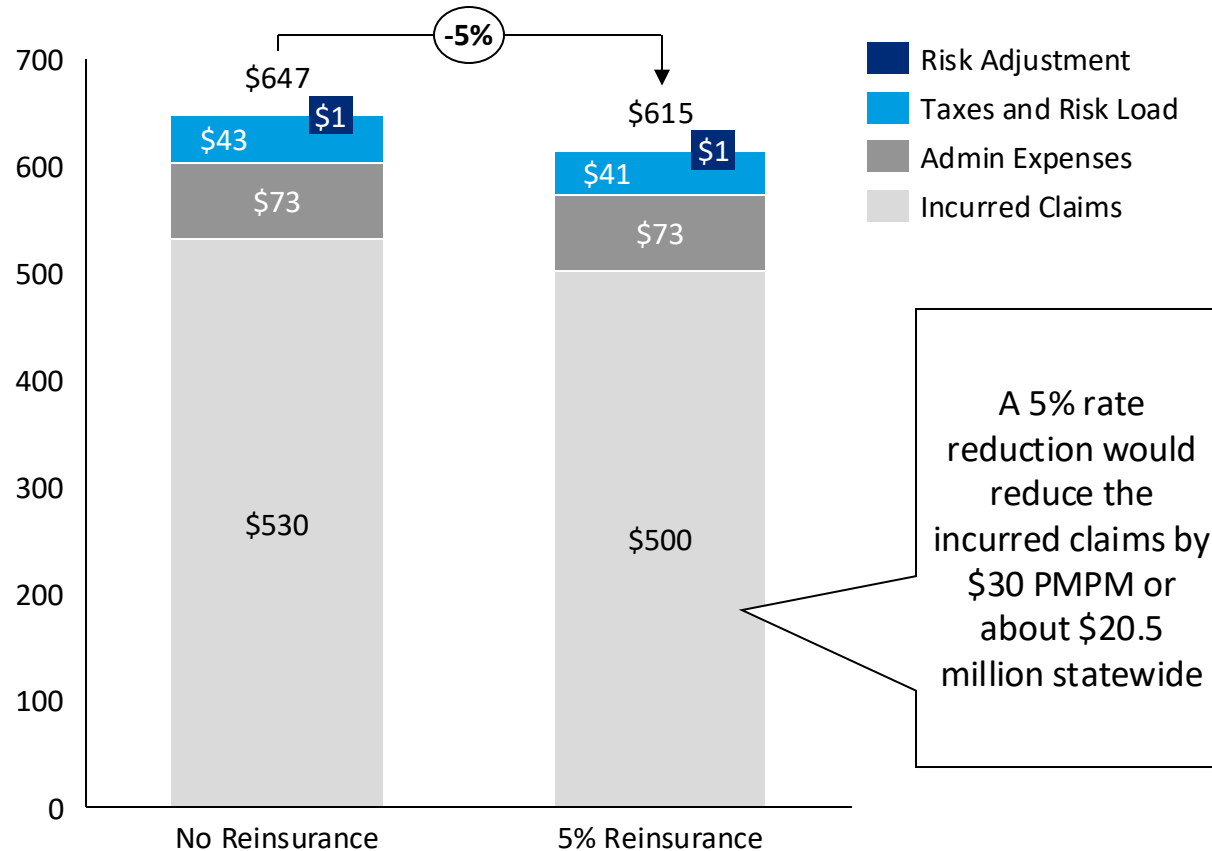 -5%
700
600
500
400
300
200
100
0
$647
$1
$43
$73
$530
No Reinsurance
$615
$1
$41
$73
$500
5% Reinsurance
Risk Adjustment
Taxes and Risk Load
Admin Expenses
Incurred Claims
A 5% rate
reduction would
reduce the
incurred claims by
$30 PMPM or
about $20.5
million statewide